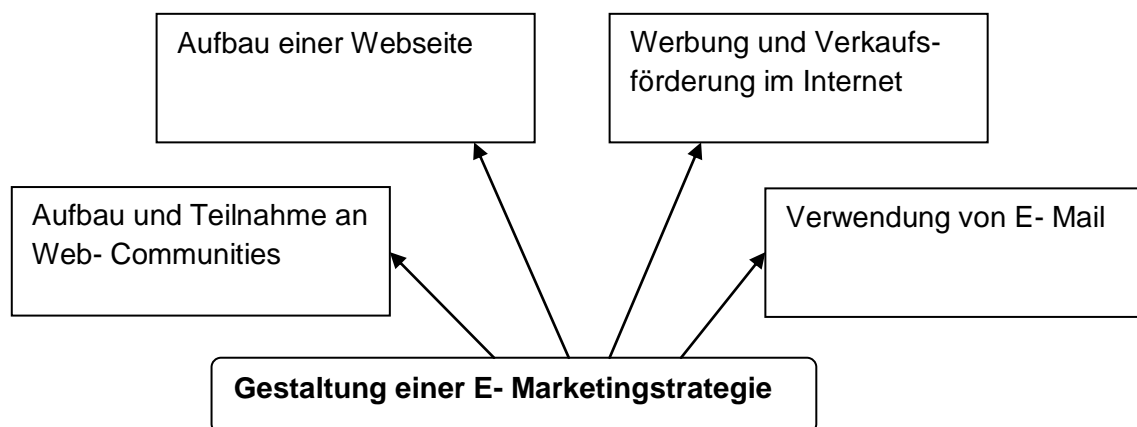 Aufbau einer Webseite
Werbung und Verkaufs-
förderung im Internet
Aufbau und Teilnahme an
Web- Communities
Verwendung von E- Mail
Gestaltung einer E- Marketingstrategie